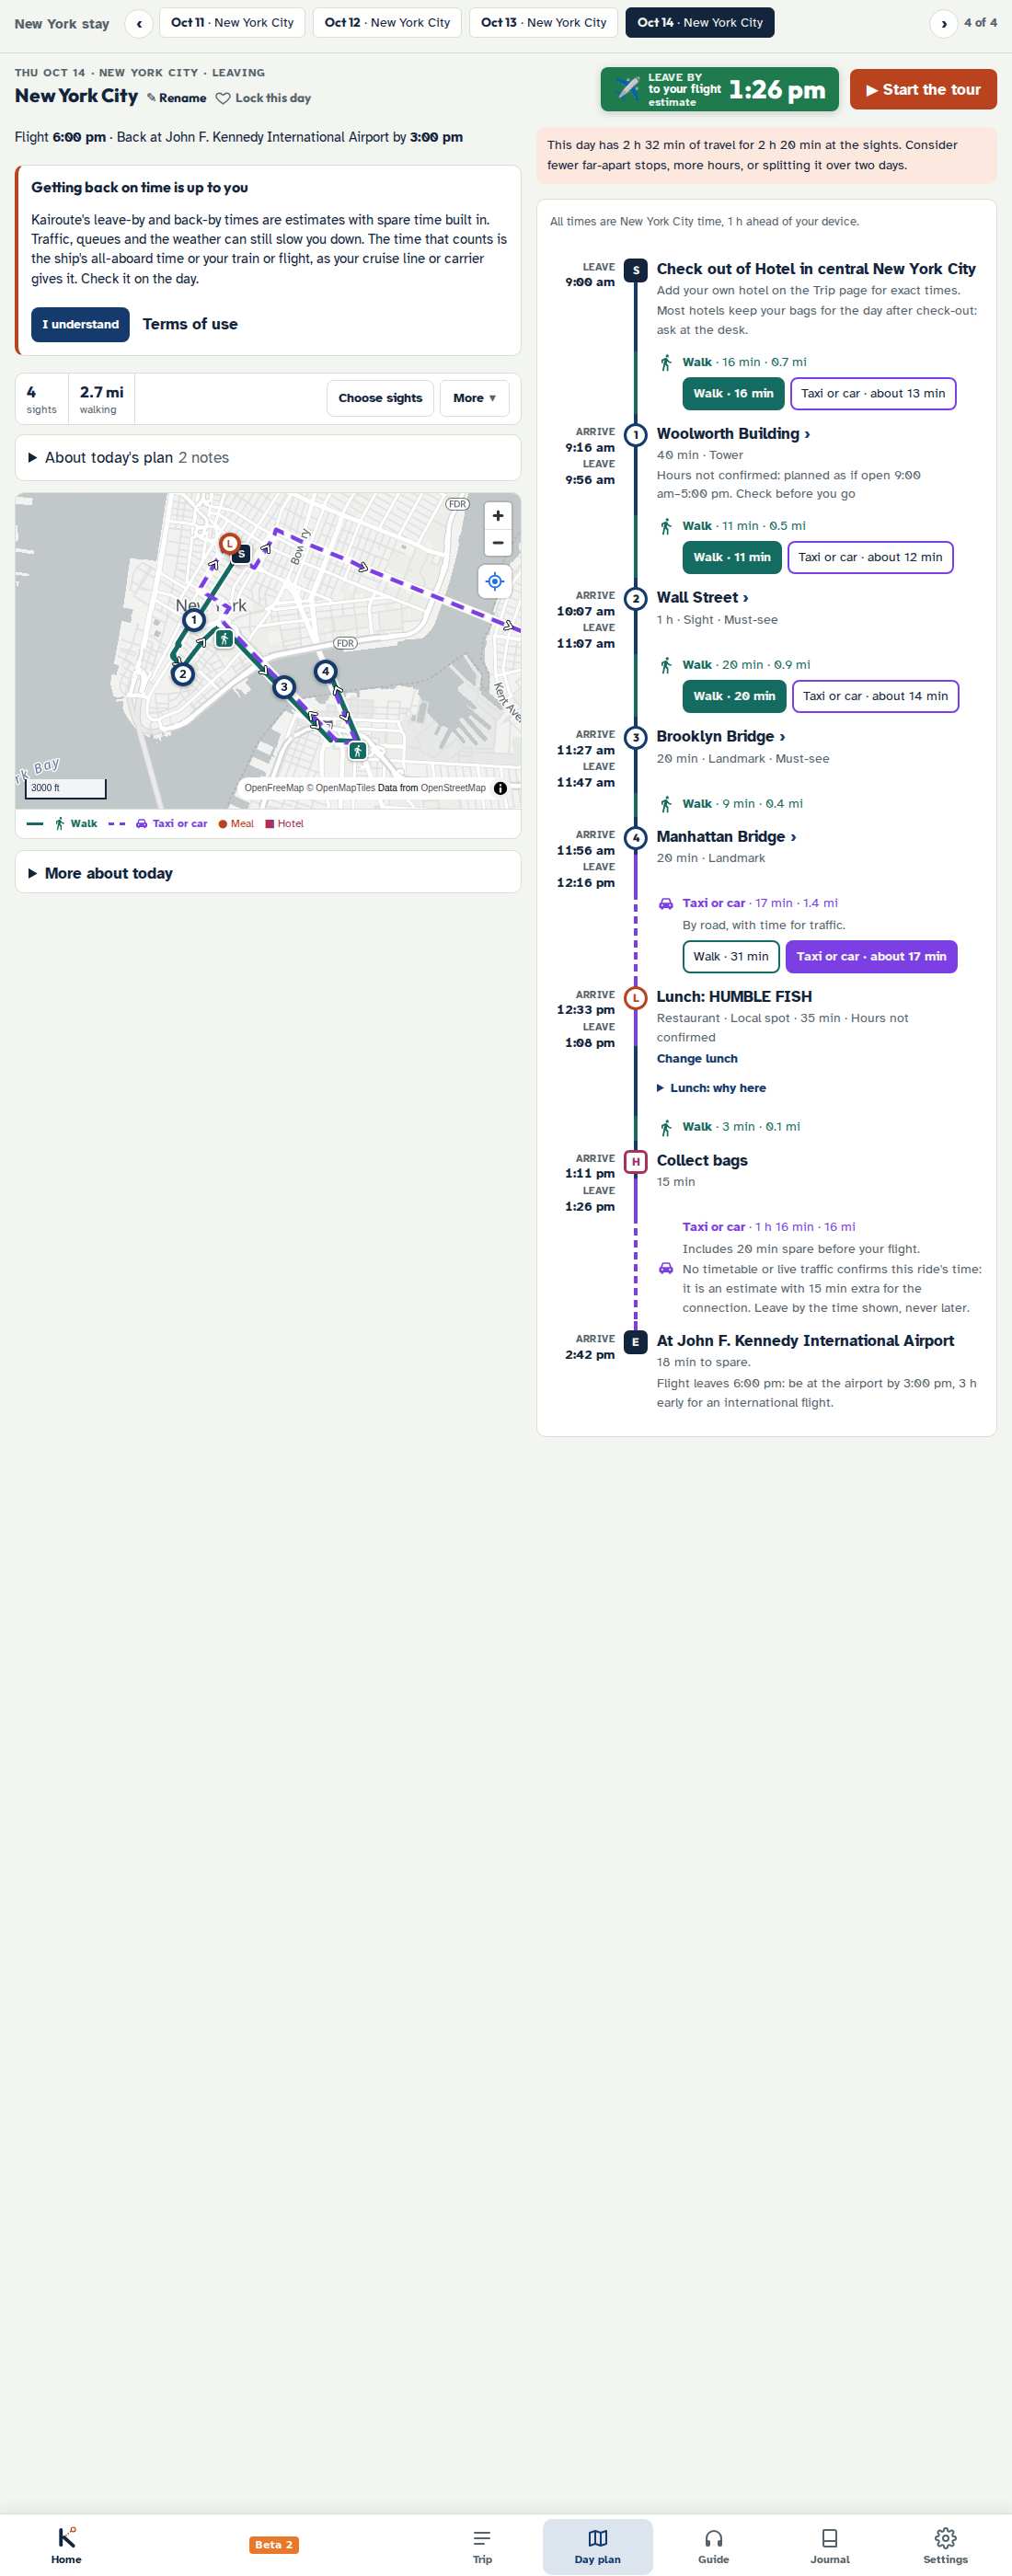 New York stay
‹
Oct 11 · New York City
Oct 12 · New York City
Oct 13 · New York City
Oct 14 · New York City
›
4 of 4
THU OCT 14 · NEW YORK CITY · LEAVING
New York City
✎ Rename
Lock this day
LEAVE BY
to your flight
estimate
1:26 pm
▶ Start the tour
Flight 6:00 pm · Back at John F. Kennedy International Airport by 3:00 pm
Getting back on time is up to you
Kairoute's leave-by and back-by times are estimates with spare time built in.
Traffic, queues and the weather can still slow you down. The time that counts is
the ship's all-aboard time or your train or flight, as your cruise line or carrier
gives it. Check it on the day.
I understand
Terms of use
4
sights
2.7 mi
walking
Choose sights
More ▾
▶ About today's plan 2 notes
FDR
Bowery
S
L
1
2
3
4
FDR
Kent Ave
rk Bay
3000 ft
OpenFreeMap © OpenMapTiles Data from OpenStreetMap
Walk
Taxi or car
Meal
Hotel
▶ More about today
This day has 2 h 32 min of travel for 2 h 20 min at the sights. Consider
fewer far-apart stops, more hours, or splitting it over two days.
All times are New York City time, 1 h ahead of your device.
LEAVE
9:00 am
S
Check out of Hotel in central New York City
Add your own hotel on the Trip page for exact times.
Most hotels keep your bags for the day after check-out:
ask at the desk.
Walk · 16 min · 0.7 mi
Walk · 16 min
Taxi or car · about 13 min
ARRIVE
9:16 am
LEAVE
9:56 am
1
Woolworth Building ›
40 min · Tower
Hours not confirmed: planned as if open 9:00
am–5:00 pm. Check before you go
Walk · 11 min · 0.5 mi
Walk · 11 min
Taxi or car · about 12 min
ARRIVE
10:07 am
LEAVE
11:07 am
2
Wall Street ›
1 h · Sight · Must-see
Walk · 20 min · 0.9 mi
Walk · 20 min
Taxi or car · about 14 min
ARRIVE
11:27 am
LEAVE
11:47 am
3
Brooklyn Bridge ›
20 min · Landmark · Must-see
Walk · 9 min · 0.4 mi
ARRIVE
11:56 am
LEAVE
12:16 pm
4
Manhattan Bridge ›
20 min · Landmark
Taxi or car · 17 min · 1.4 mi
By road, with time for traffic.
Walk · 31 min
Taxi or car · about 17 min
ARRIVE
12:33 pm
LEAVE
1:08 pm
L
Lunch: HUMBLE FISH
Restaurant · Local spot · 35 min · Hours not
confirmed
Change lunch
▶ Lunch: why here
Walk · 3 min · 0.1 mi
ARRIVE
1:11 pm
LEAVE
1:26 pm
H
Collect bags
15 min
Taxi or car · 1 h 16 min · 16 mi
Includes 20 min spare before your flight.
No timetable or live traffic confirms this ride's time:
it is an estimate with 15 min extra for the
connection. Leave by the time shown, never later.
ARRIVE
2:42 pm
E
At John F. Kennedy International Airport
18 min to spare.
Flight leaves 6:00 pm: be at the airport by 3:00 pm, 3 h
early for an international flight.
Home
Beta 2
Trip
Day plan
Guide
Journal
Settings